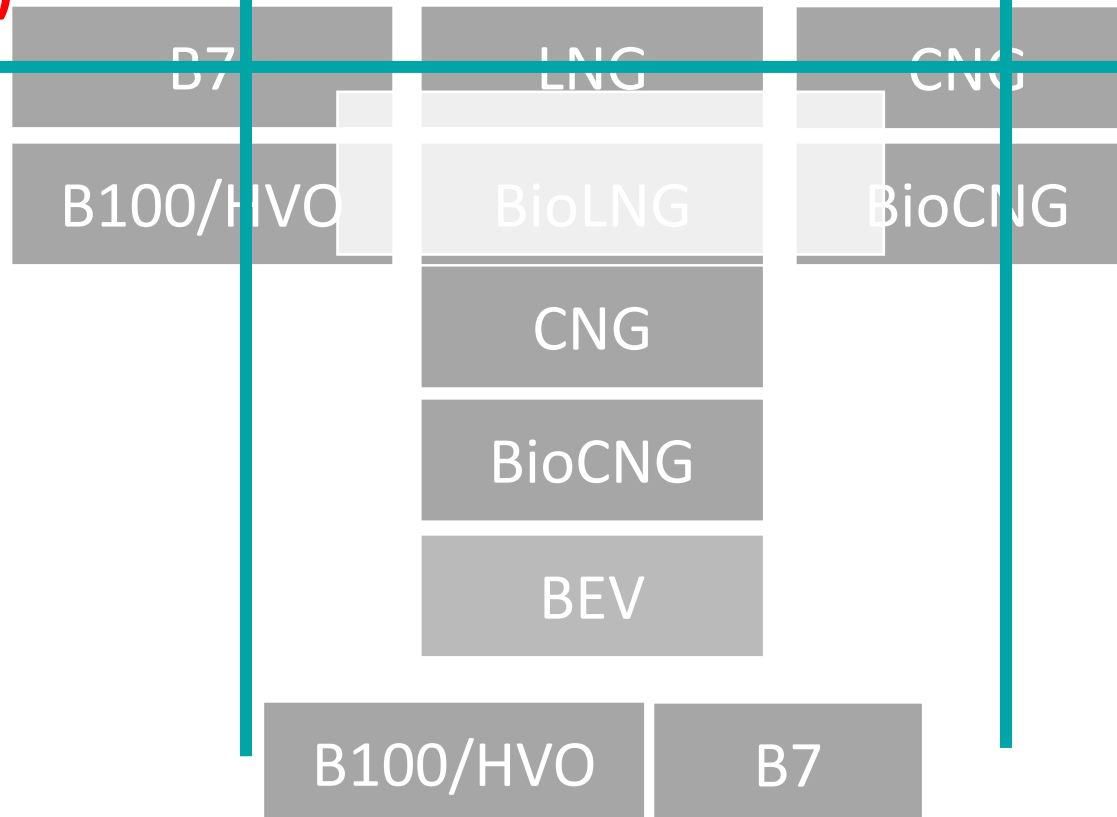 B7 LNG CNG
B100/HVO BioLNG BioCNG
CNG
BioCNG
BEV
B100/HVO B7